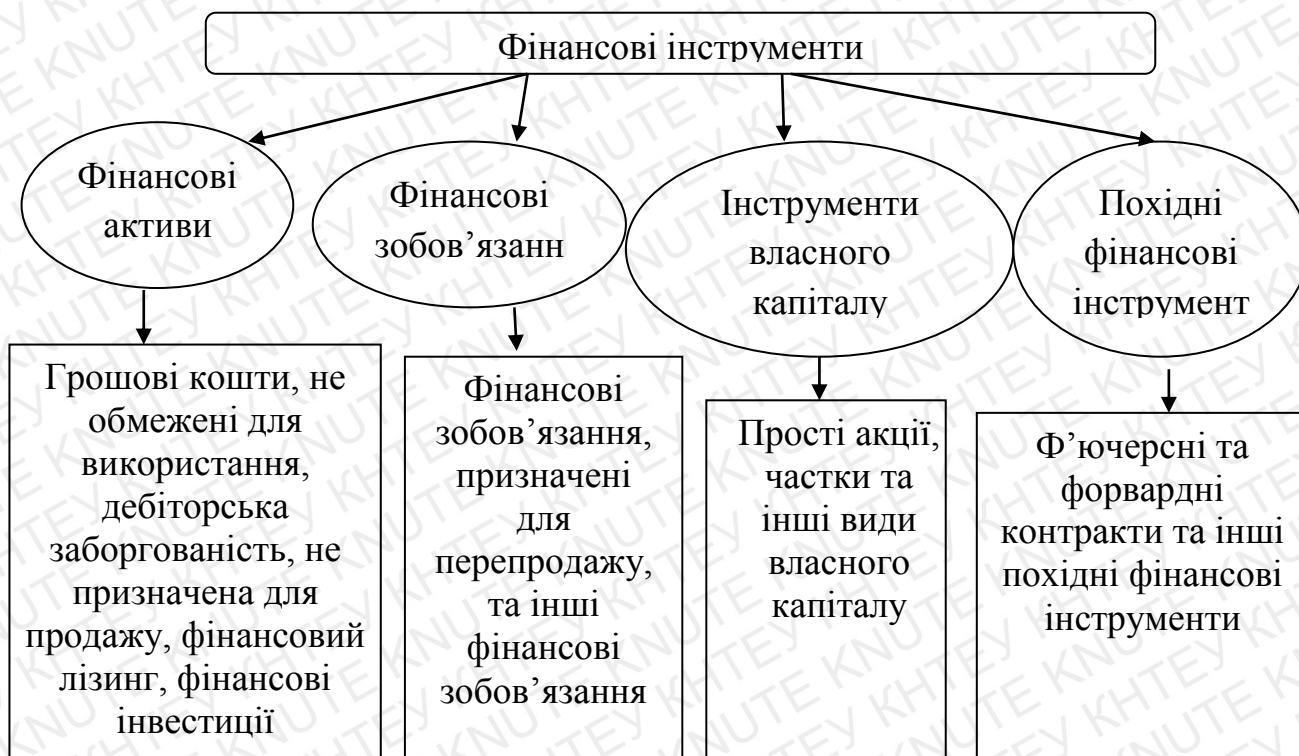 Фінансові інструменти
Фінансові
активи
Фінансові
зобов’язанн
Інструменти
власного
капіталу
Похідні
фінансові
інструмент
Грошові кошти, не
обмежені для
використання,
дебіторська
заборгованість, не
призначена для
продажу, фінансовий
лізинг, фінансові
інвестиції
Фінансові
зобов’язання,
призначені
для
перепродажу,
та інші
фінансові
зобов’язання
Прості акції,
частки та
інші види
власного
капіталу
Ф’ючерсні та
форвардні
контракти та інші
похідні фінансові
інструменти